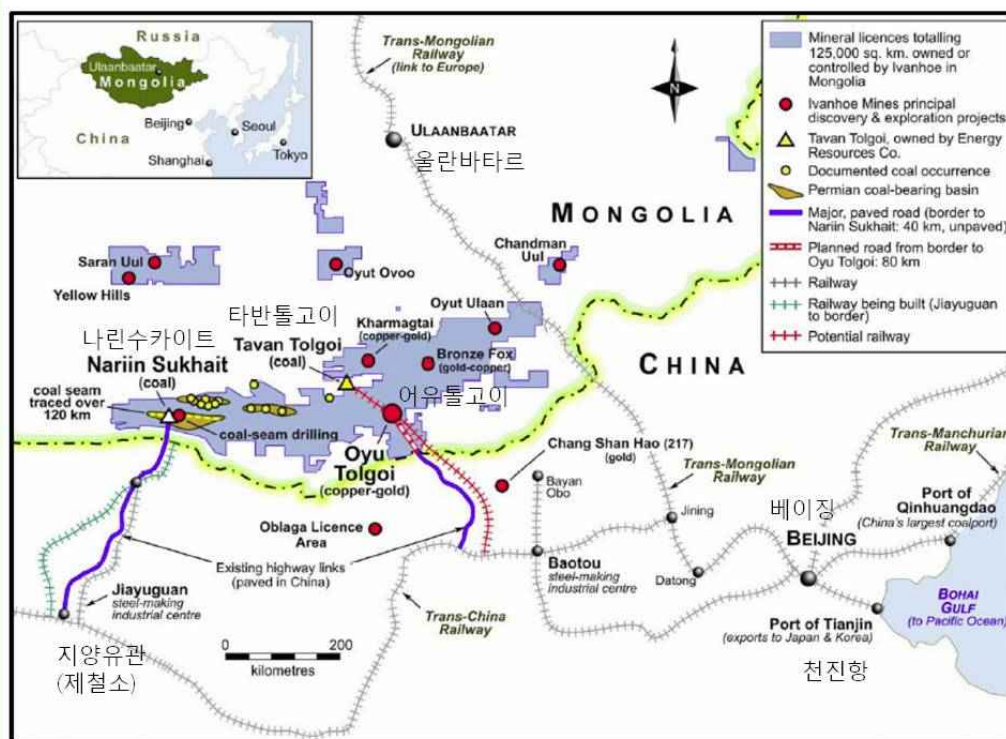 Russia
Ulaanbaatar
Mongolia
China
Beijing
Seoul
Shanghai
Tokyo
Trans-Mongolian
Railway
(link to Europe)
N
ULAANBAATAR
울란바타르
MONGOLIA
CHINA
Mineral licences totalling
125,000 sq. km. owned or
controlled by Ivanhoe in
Mongolia
Ivanhoe Mines principal
discovery & exploration projects
Tavan Tolgoi, owned by Energy
Resources Co.
Documented coal occurrence
Permian coal-bearing basin
Major, paved road (border to
Nariin Sukhait: 40 km, unpaved)
Planned road from border to
Oyu Tolgoi: 80 km
Railway
Railway being built (Jiayuguan
to border)
Potential railway
Saran Uul
Yellow Hills
Oyut Ovoo
Chandman
Uul
Oyut Ulaan
나린수카이트
Nariin Sukhait
(coal)
타반톨고이
Tavan Tolgoi
(coal)
Kharmagtai
(copper-gold)
Bronze Fox
(gold-copper)
coal seam
traced over
120 km
coal-seam drilling
어유톨고이
Oyu
Tolgoi
(copper-gold)
Chang Shan Hao (217)
(gold)
Bayan
Obo
Oblaga Licence
Area
Existing highway links
(paved in China)
Trans-Mongolian
Railway
Trans-Manchurian
Railway
Jining
Datong
베이징
BEIJING
Port of
Qinhuangdao
(China's largest coalport)
Baotou
steel-making
industrial centre
Jiayuguan
steel-making
industrial centre
지양유관
(제철소)
Trans-China
Railway
0 200
kilometres
Port of Tianjin
(exports to Japan & Korea)
천진항
BOHAI
GULF
(to Pacific Ocean)